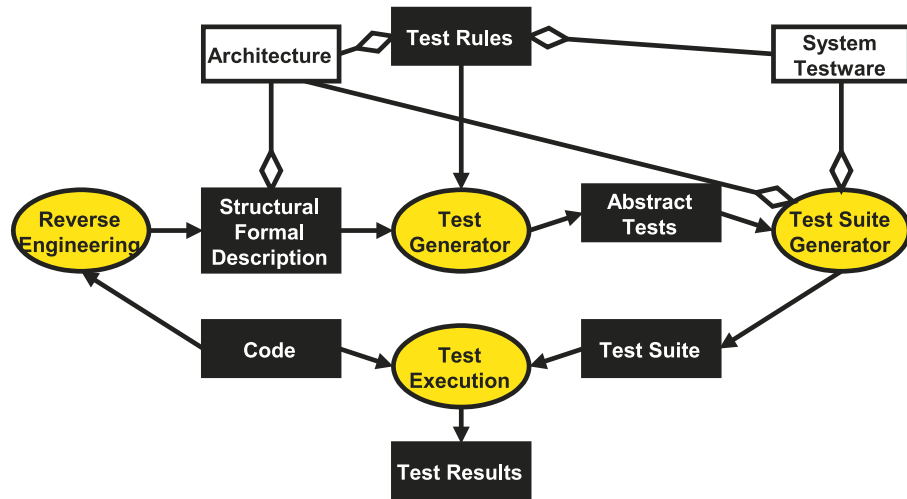 Architecture
Test Rules
System
Testware
Reverse
Engineering
Structural
Formal
Description
Test
Generator
Abstract
Tests
Test Suite
Generator
Code
Test
Execution
Test Suite
Test Results